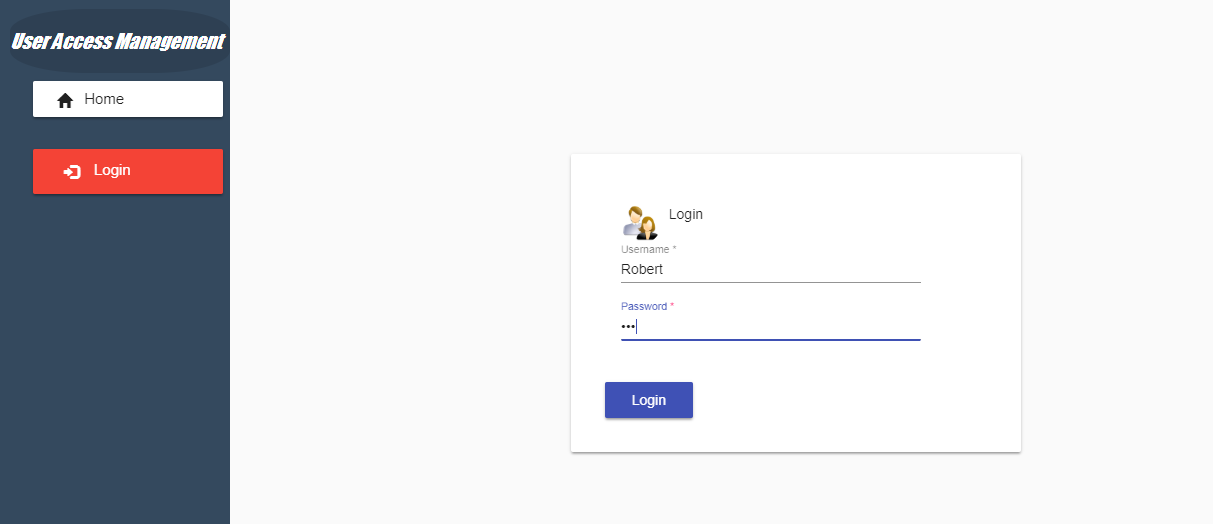 User Access Management
Home
Login
Login
Username *
Robert
Password *
•••
Login